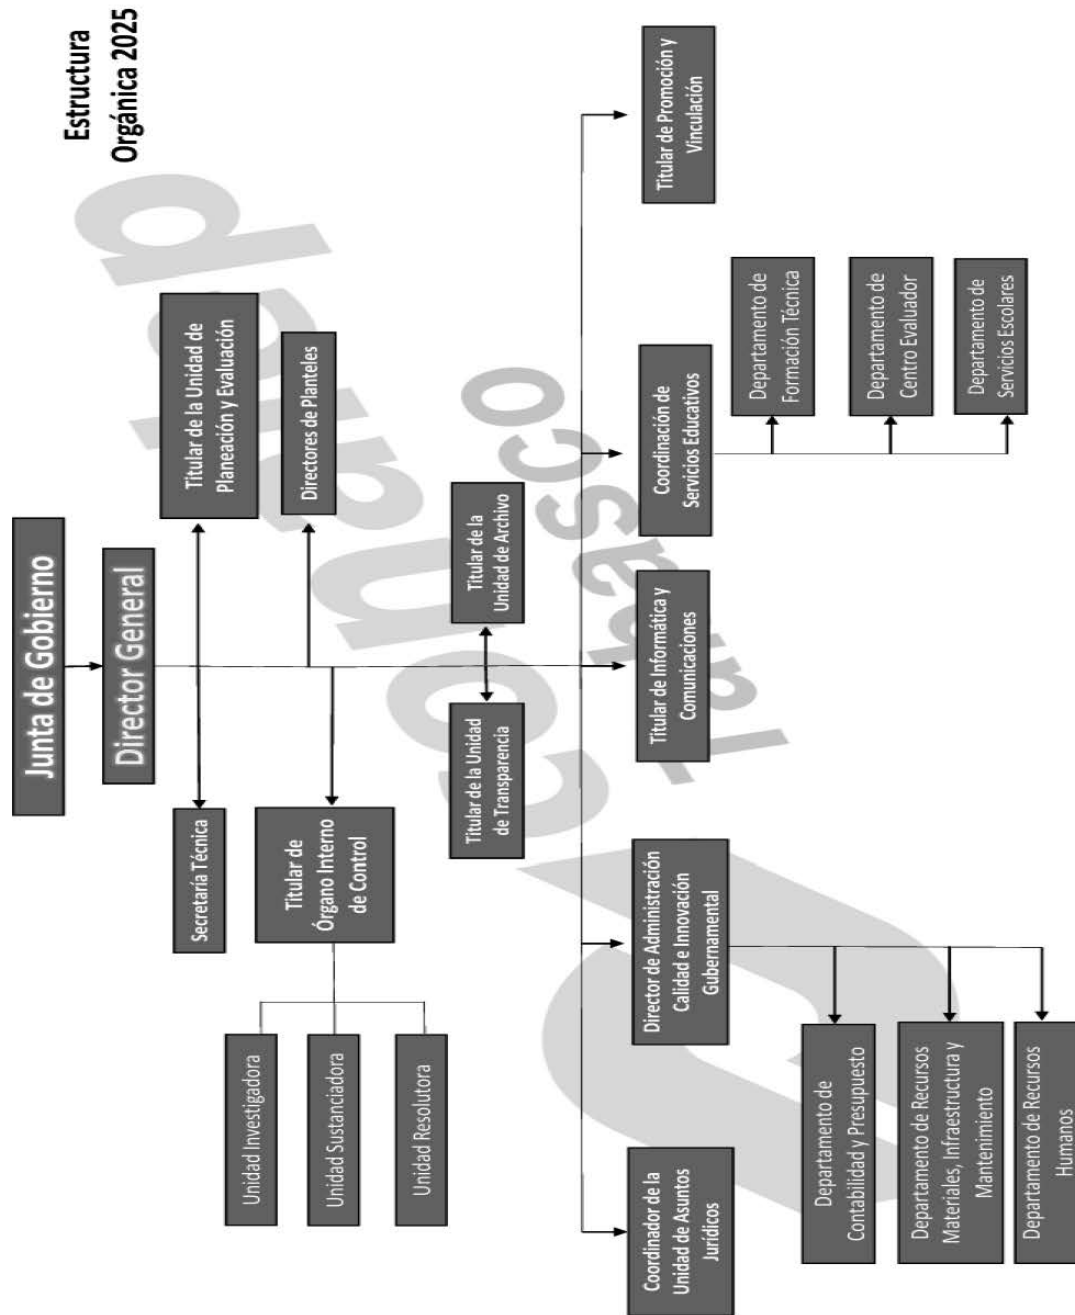 Estructura
Orgánica 2025
Junta de Gobierno
Director General
Secretaría Técnica
Titular de la Unidad de
Planeación y Evaluación
Directores de Planteles
Titular de
Órgano Interno
de Control
Unidad Investigadora
Unidad Sustanciadora
Unidad Resolutora
Titular de la Unidad
de Transparencia
Titular de la
Unidad de Archivo
Coordinador de la
Unidad de Asuntos
Jurídicos
Director de Administración
Calidad e Innovación
Gubernamental
Titular de Informática y
Comunicaciones
Coordinación de
Servicios Educativos
Titular de Promoción y
Vinculación
Departamento de
Contabilidad y Presupuesto
Departamento de Recursos
Materiales, Infraestructura y
Mantenimiento
Departamento de Recursos
Humanos
Departamento de
Formación Técnica
Departamento de
Centro Evaluador
Departamento de
Servicios Escolares
conalep
Tabasco